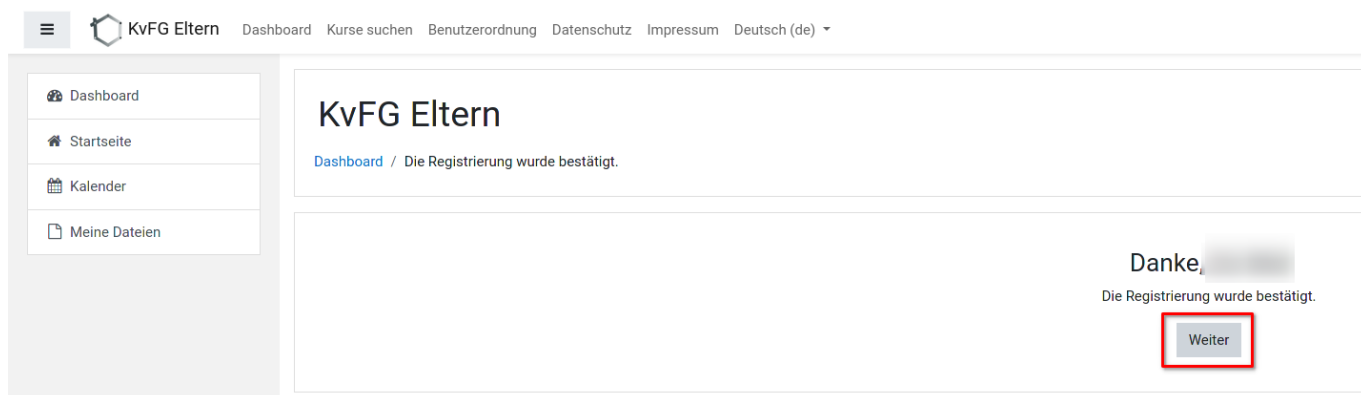 KvFG Eltern Dashboard Kurse suchen Benutzerordnung Datenschutz Impressum Deutsch (de)
Dashboard
Startseite
Kalender
Meine Dateien
KvFG Eltern
Dashboard / Die Registrierung wurde bestätigt.
Danke,
Die Registrierung wurde bestätigt.
Weiter